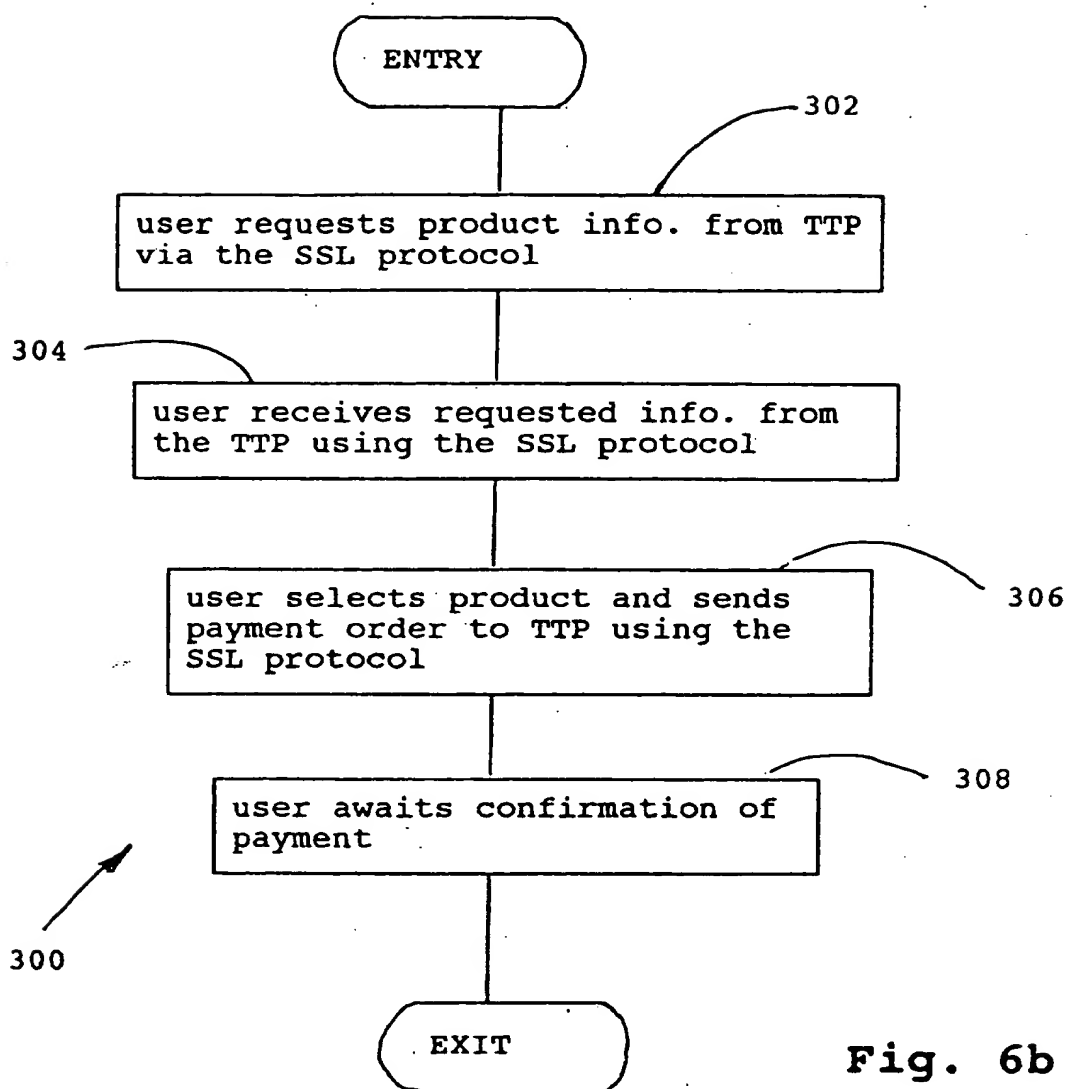 ENTRY
302
user requests product info. from TTP
via the SSL protocol
304
user receives requested info. from
the TTP using the SSL protocol
306
user selects product and sends
payment order to TTP using the
SSL protocol
308
user awaits confirmation of
payment
300
EXIT
Fig. 6b